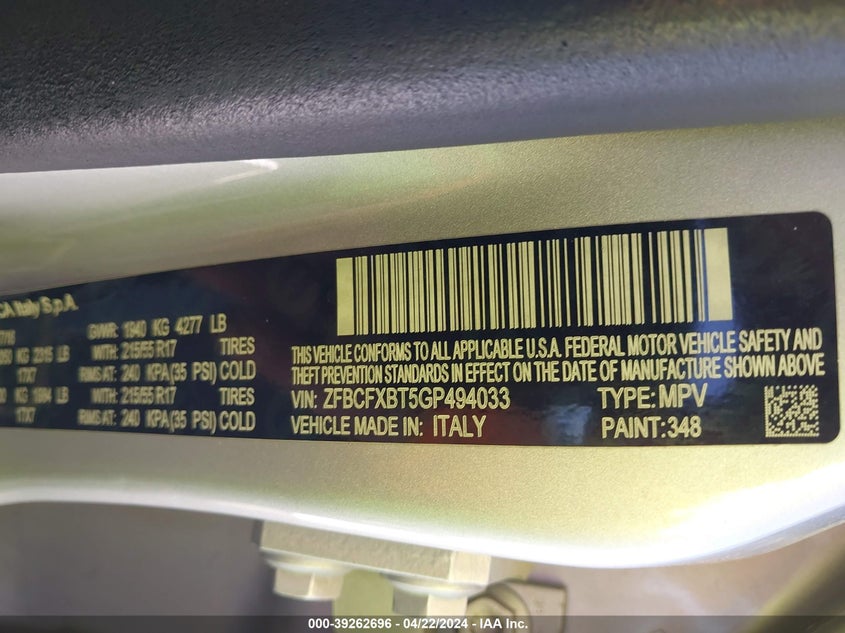 CA Italy S.p.A.
GVWR: 1940 KG 4277 LB
KG 2315 LB WITH: 215/55 R17 TIRES
17X7 RIMS AT: 240 KPA(35 PSI) COLD
LB WITH: 215/55 R17 TIRES
17X7 RIMS AT: 240 KPA(35 PSI) COLD
THIS VEHICLE CONFORMS TO ALL APPLICABLE U.S.A. FEDERAL MOTOR VEHICLE SAFETY AND
THEFT PREVENTION STANDARDS IN EFFECT ON THE DATE OF MANUFACTURE SHOWN ABOVE
VIN: ZFBCFXBT5GP494033 TYPE: MPV
VEHICLE MADE IN: ITALY PAINT:348
000-39262696 - 04/22/2024 - IAA Inc.